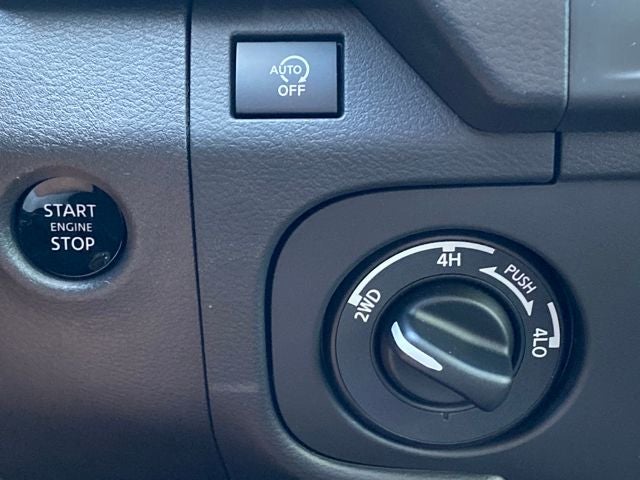 AUTO
OFF
START
ENGINE
STOP
2WD
4H
PUSH
4LO